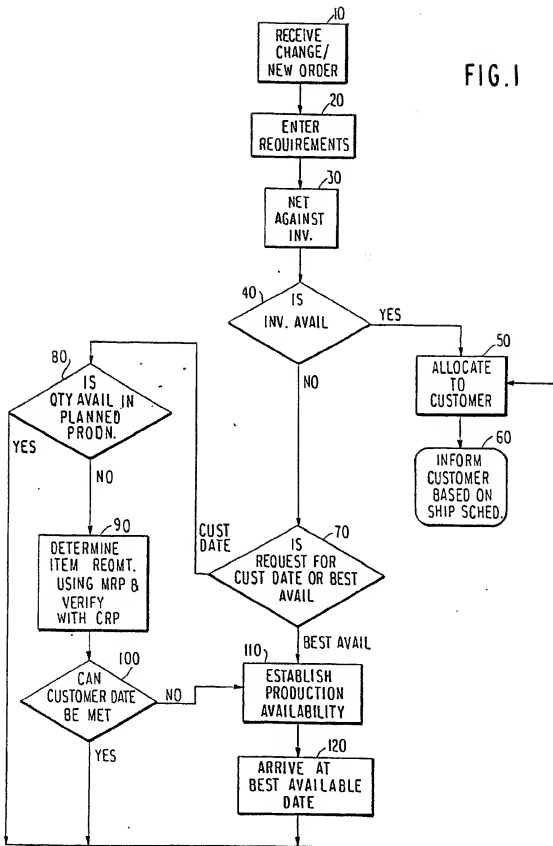 FIG.1
10
RECEIVE
CHANGE/
NEW ORDER
20
ENTER
REQUIREMENTS
30
NET
AGAINST
INV.
40
IS
INV. AVAIL
YES
NO
50
ALLOCATE
TO
CUSTOMER
60
INFORM
CUSTOMER
BASED ON
SHIP SCHED.
80
IS
QTY AVAIL IN
PLANNED
PRODN.
YES
NO
CUST
DATE
70
IS
REQUEST FOR
CUST DATE OR BEST
AVAIL
BEST AVAIL
90
DETERMINE
ITEM REQMT.
USING MRP &
VERIFY
WITH CRP
100
CAN
CUSTOMER DATE
BE MET
NO
YES
110
ESTABLISH
PRODUCTION
AVAILABILITY
120
ARRIVE AT
BEST AVAILABLE
DATE